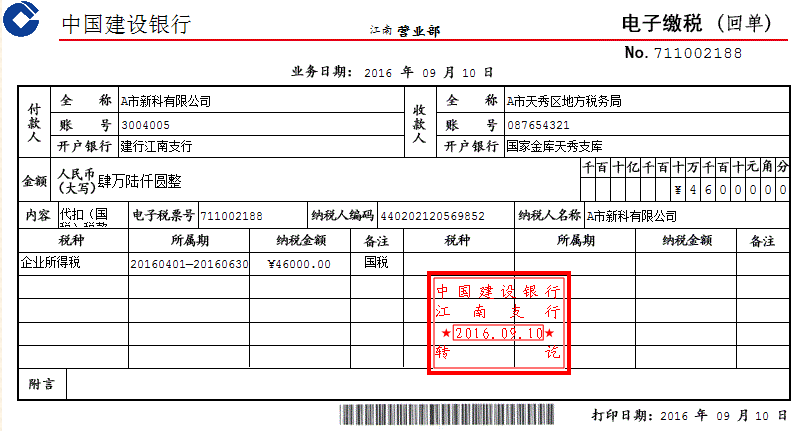 中国建设银行 江南 营业部 电子缴税（回单）
No. 711002188
业务日期： 2016 年 09 月 10 日
付款人 全 称 A市新科有限公司 收款人 全 称 A市天秀区地方税务局
账 号 3004005 账 号 087654321
开户银行 建行江南支行 开户银行 国家金库天秀支库
金额 人民币(大写) 肆万陆仟圆整 千 百 十 亿 千 百 十 万 千 百 十 元 角 分
¥ 4 6 0 0 0 0 0
内容 代扣（国 电子税票号 711002188 纳税人编码 440202120569852 纳税人名称 A市新科有限公司
税种 所属期 纳税金额 备注 税种 所属期 纳税金额 备注
企业所得税 20160401—20160630 ¥46000.00 国税
中国建设银行
江南支行
★2016.09.10★
转讫
附言
打印日期：2016 年 09 月 10 日